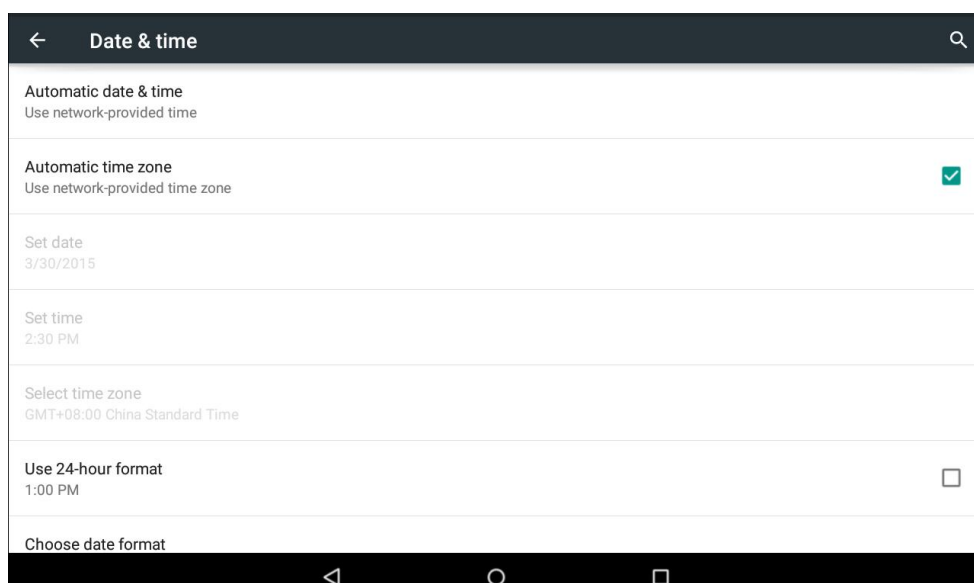 Date & time
Automatic date & time
Use network-provided time
Automatic time zone
Use network-provided time zone
Set date
3/30/2015
Set time
2:30 PM
Select time zone
GMT+08:00 China Standard Time
Use 24-hour format
1:00 PM
Choose date format